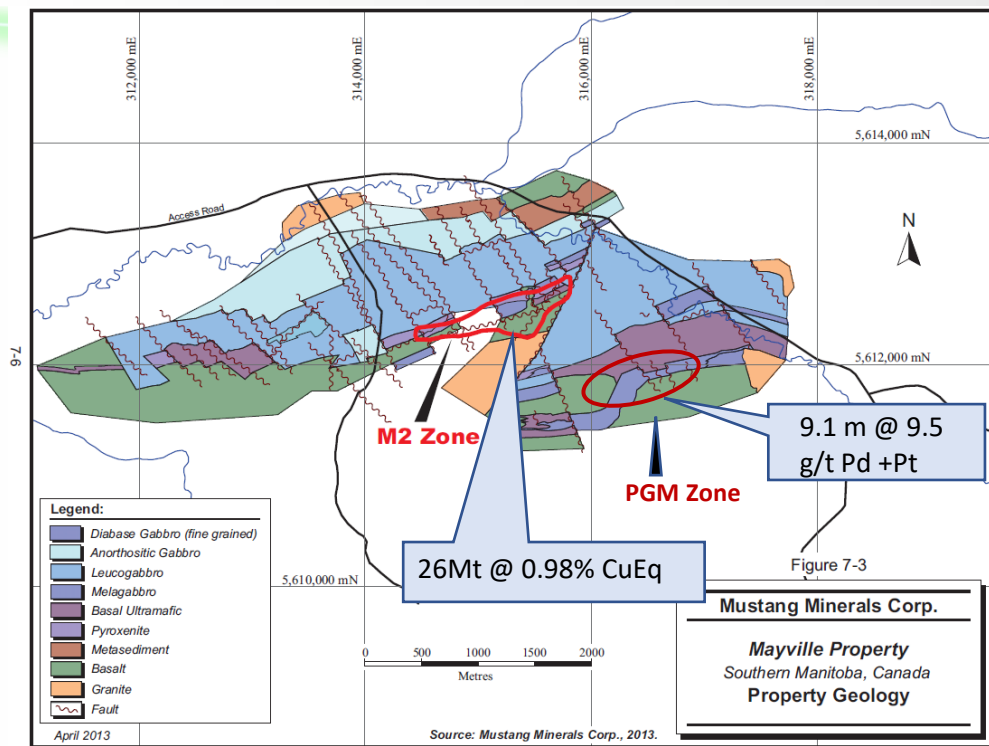 312,000 mE
314,000 mE
316,000 mE
318,000 mE
5,614,000 mN
Access Road
N
7-6
5,612,000 mN
M2 Zone
9.1 m @ 9.5
g/t Pd +Pt
PGM Zone
Legend:
Diabase Gabbro (fine grained)
Anorthositic Gabbro
Leucogabbro
Melagabbro
Basal Ultramafic
Pyroxenite
Metasediment
Basalt
Granite
Fault
26Mt @ 0.98% CuEq
5,610,000 mN
Figure 7-3
0 500 1000 1500 2000
Metres
Mustang Minerals Corp.
Mayville Property
Southern Manitoba, Canada
Property Geology
April 2013
Source: Mustang Minerals Corp., 2013.